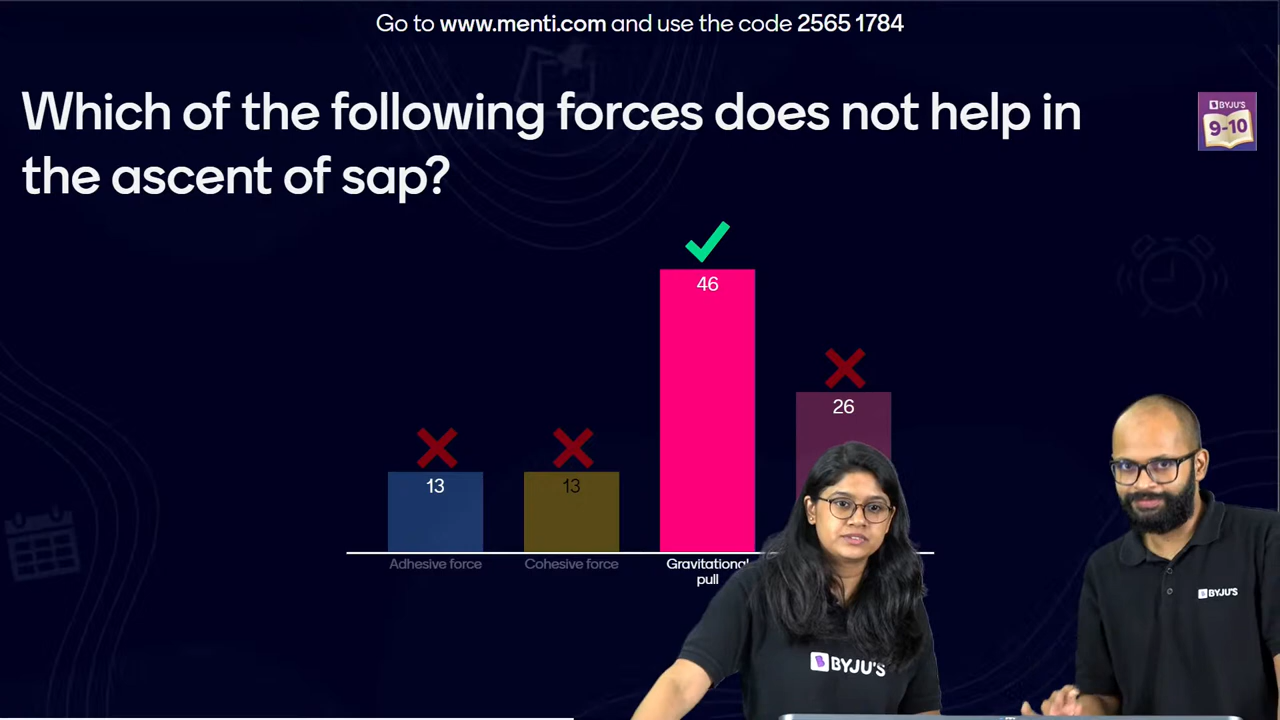 Go to www.menti.com and use the code 2565 1784
Which of the following forces does not help in
the ascent of sap?
BYJU'S
9-10
46
26
13
13
Adhesive force
Cohesive force
Gravitational
pull
BYJU'S
BYJU'S